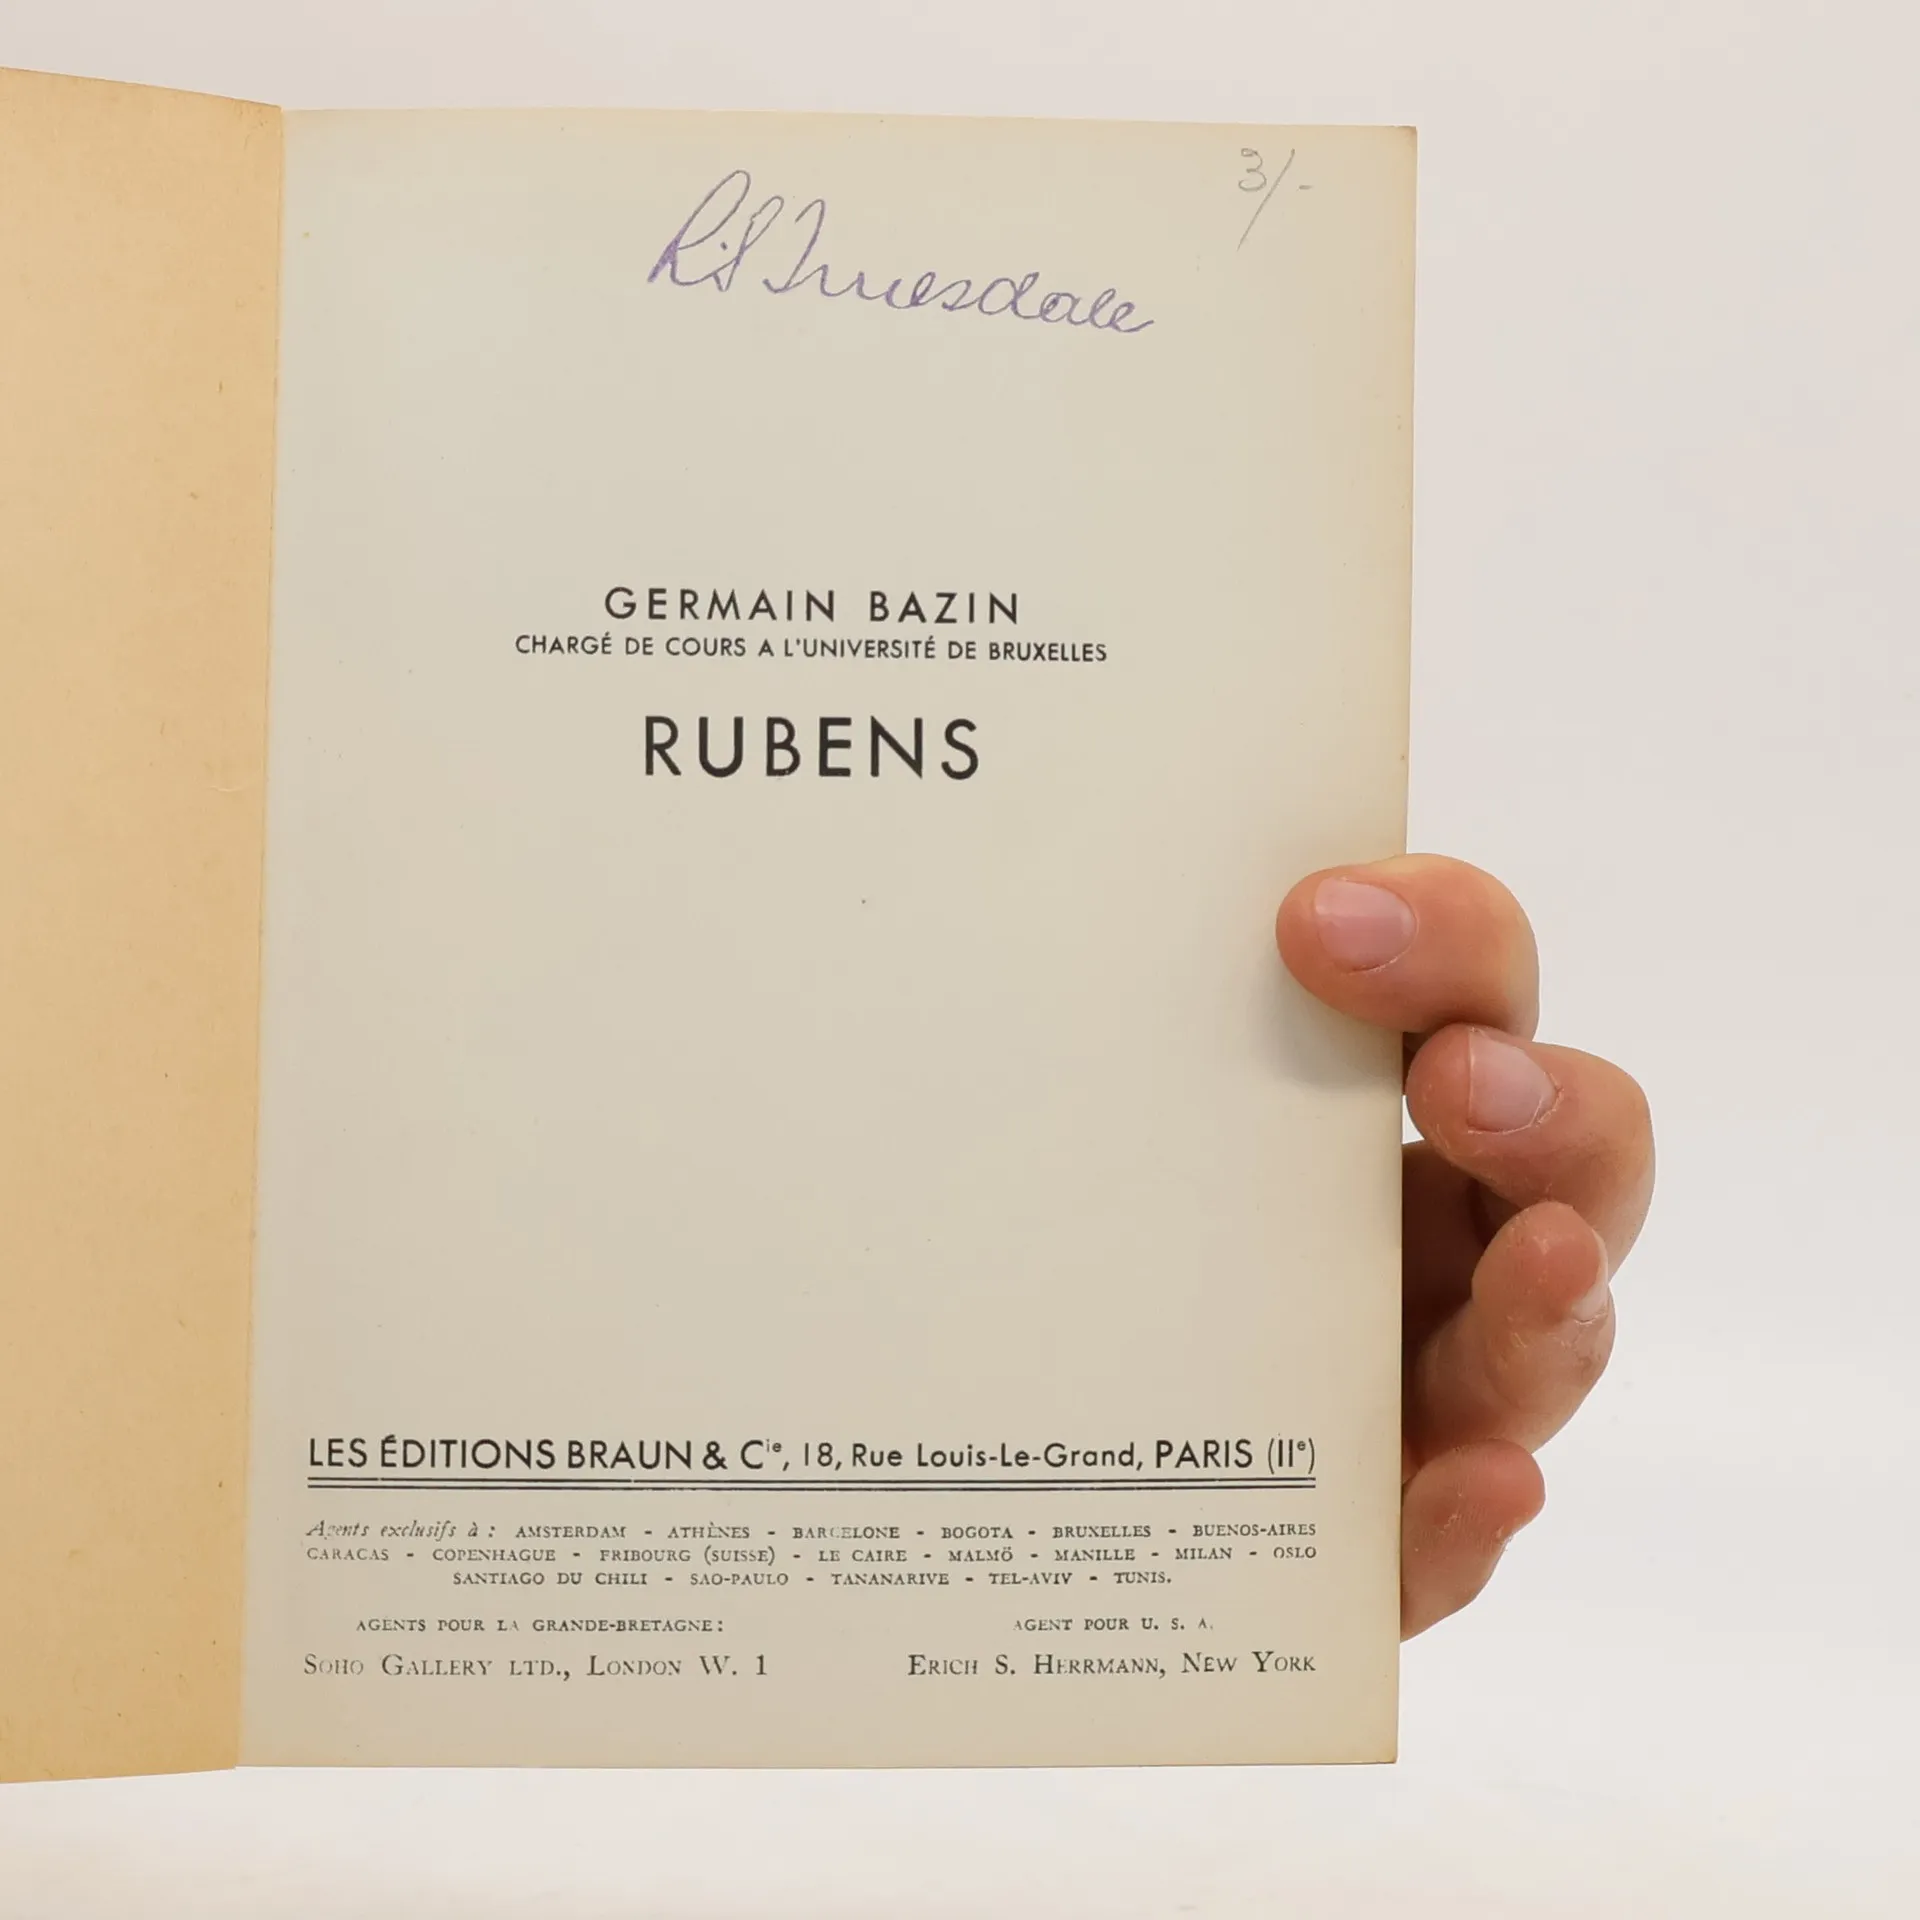 3/-
Truesdale
GERMAIN BAZIN
CHARGÉ DE COURS A L'UNIVERSITÉ DE BRUXELLES
RUBENS
LES ÉDITIONS BRAUN & Cie, 18, Rue Louis-Le-Grand, PARIS (IIe)
Agents exclusifs à : AMSTERDAM - ATHÈNES - BARCELONE - BOGOTA - BRUXELLES - BUENOS-AIRES
CARACAS - COPENHAGUE - FRIBOURG (SUISSE) - LE CAIRE - MALMÖ - MANILLE - MILAN - OSLO
SANTIAGO DU CHILI - SAO-PAULO - TANANARIVE - TEL-AVIV - TUNIS.
AGENTS POUR LA GRANDE-BRETAGNE:
SOHO GALLERY LTD., LONDON W. 1
AGENT POUR U. S. A.
ERICH S. HERRMANN, NEW YORK